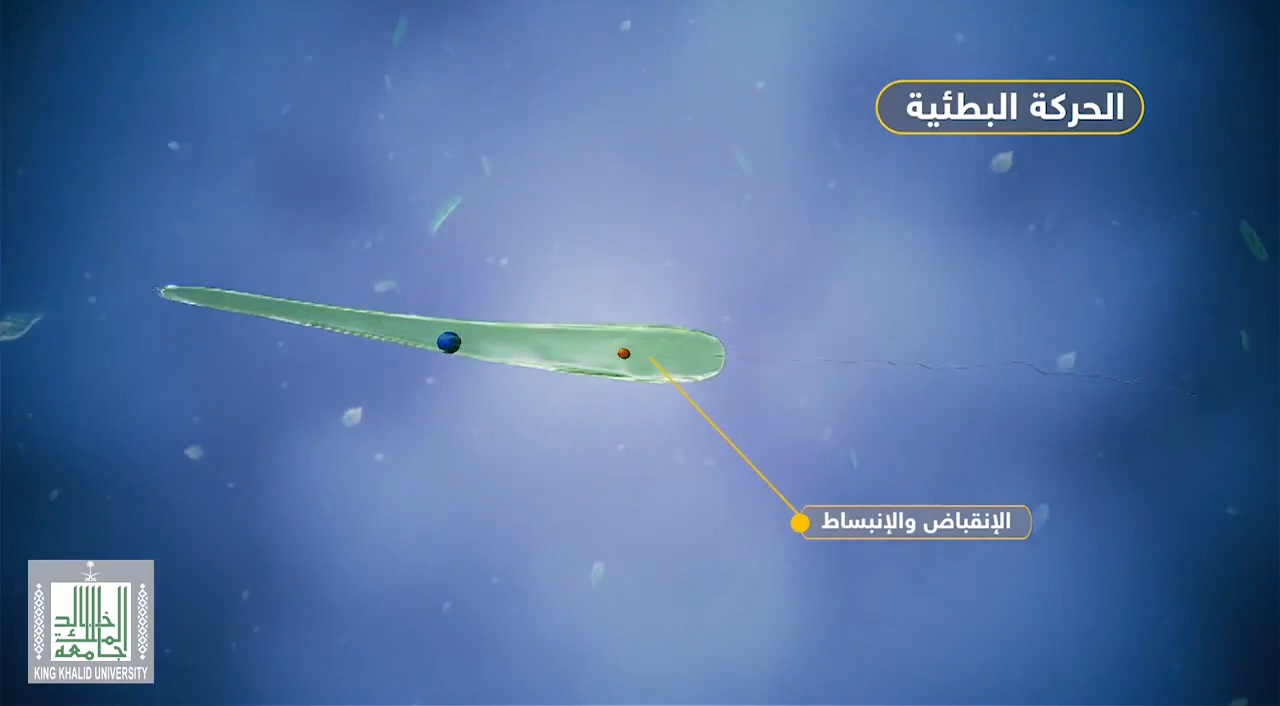 الحركة البطئية
الإنقباض والإنبساط
جامعة
الملك
خالد
KING KHALID UNIVERSITY